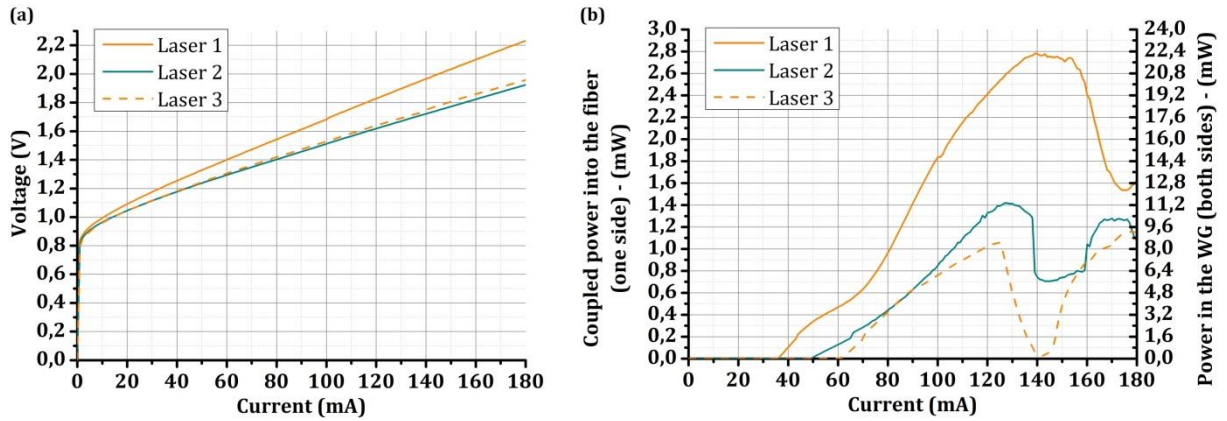 (a)
2,2
2,0
1,8
1,6
1,4
1,2
1,0
0,8
0,6
0,4
0,2
0,0
Voltage (V)
Laser 1
Laser 2
Laser 3
0 20 40 60 80 100 120 140 160 180
Current (mA)
(b)
3,0
2,8
2,6
2,4
2,2
2,0
1,8
1,6
1,4
1,2
1,0
0,8
0,6
0,4
0,2
0,0
Coupled power into the fiber
(one side) - (mW)
Laser 1
Laser 2
Laser 3
0 20 40 60 80 100 120 140 160 180
Current (mA)
24,0
22,4
20,8
19,2
17,6
16,0
14,4
12,8
11,2
9,6
8,0
6,4
4,8
3,2
1,6
0,0
Power in the WG (both sides) - (mW)